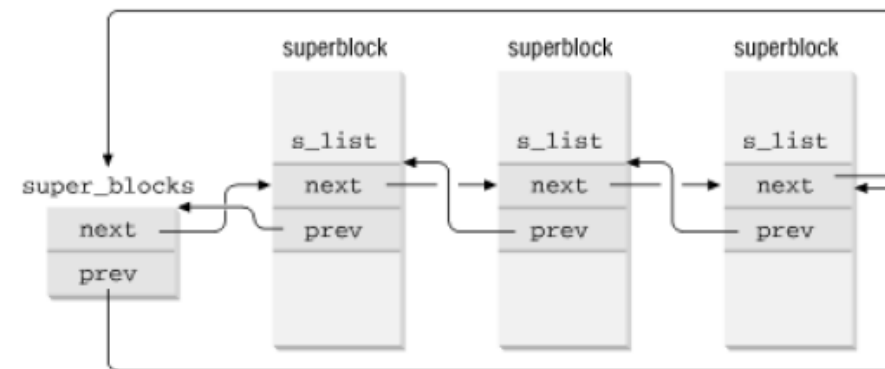 superblock
superblock
superblock
s_list
s_list
s_list
super_blocks
next
next
next
next
prev
prev
prev
prev